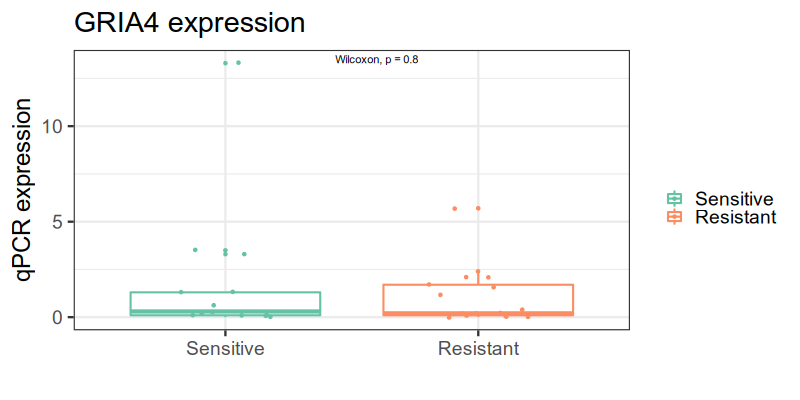 GRIA4 expression
Wilcoxon, p = 0.8
qPCR expression
10
5
0
Sensitive
Resistant
Sensitive
Resistant